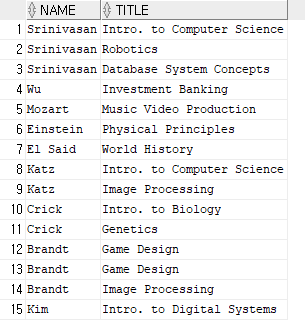 NAME TITLE
1 Srinivasan Intro. to Computer Science
2 Srinivasan Robotics
3 Srinivasan Database System Concepts
4 Wu Investment Banking
5 Mozart Music Video Production
6 Einstein Physical Principles
7 El Said World History
8 Katz Intro. to Computer Science
9 Katz Image Processing
10 Crick Intro. to Biology
11 Crick Genetics
12 Brandt Game Design
13 Brandt Game Design
14 Brandt Image Processing
15 Kim Intro. to Digital Systems